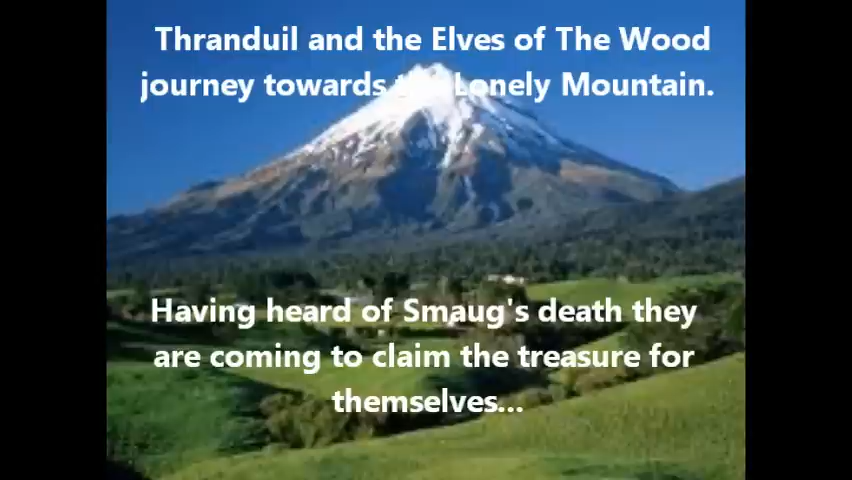 Thranduil and the Elves of The Wood
journey towards the Lonely Mountain.
Having heard of Smaug's death they
are coming to claim the treasure for
themselves...